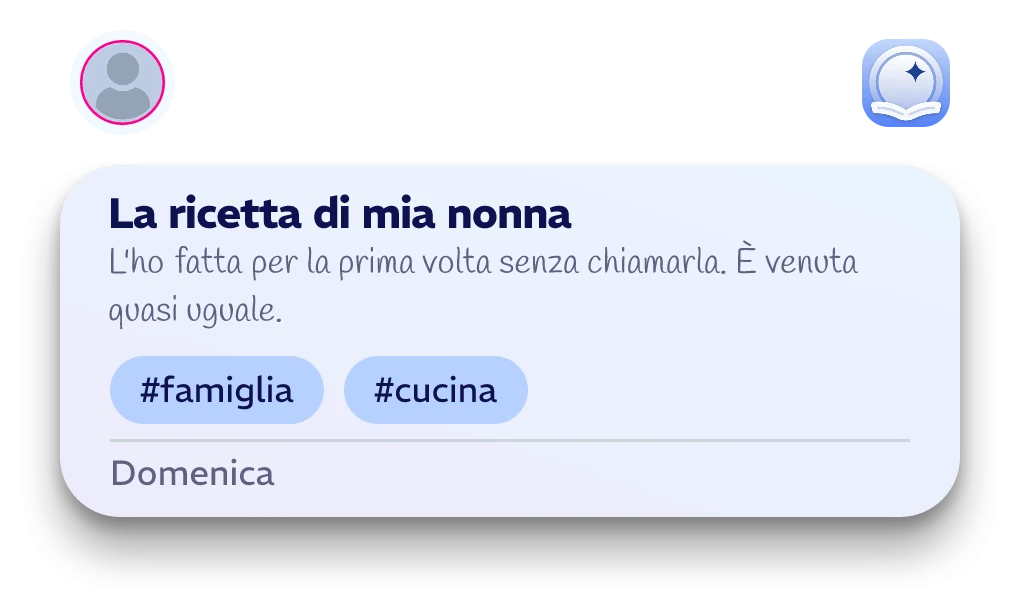 La ricetta di mia nonna
L'ho fatta per la prima volta senza chiamarla. È venuta
quasi uguale.
#famiglia #cucina
Domenica